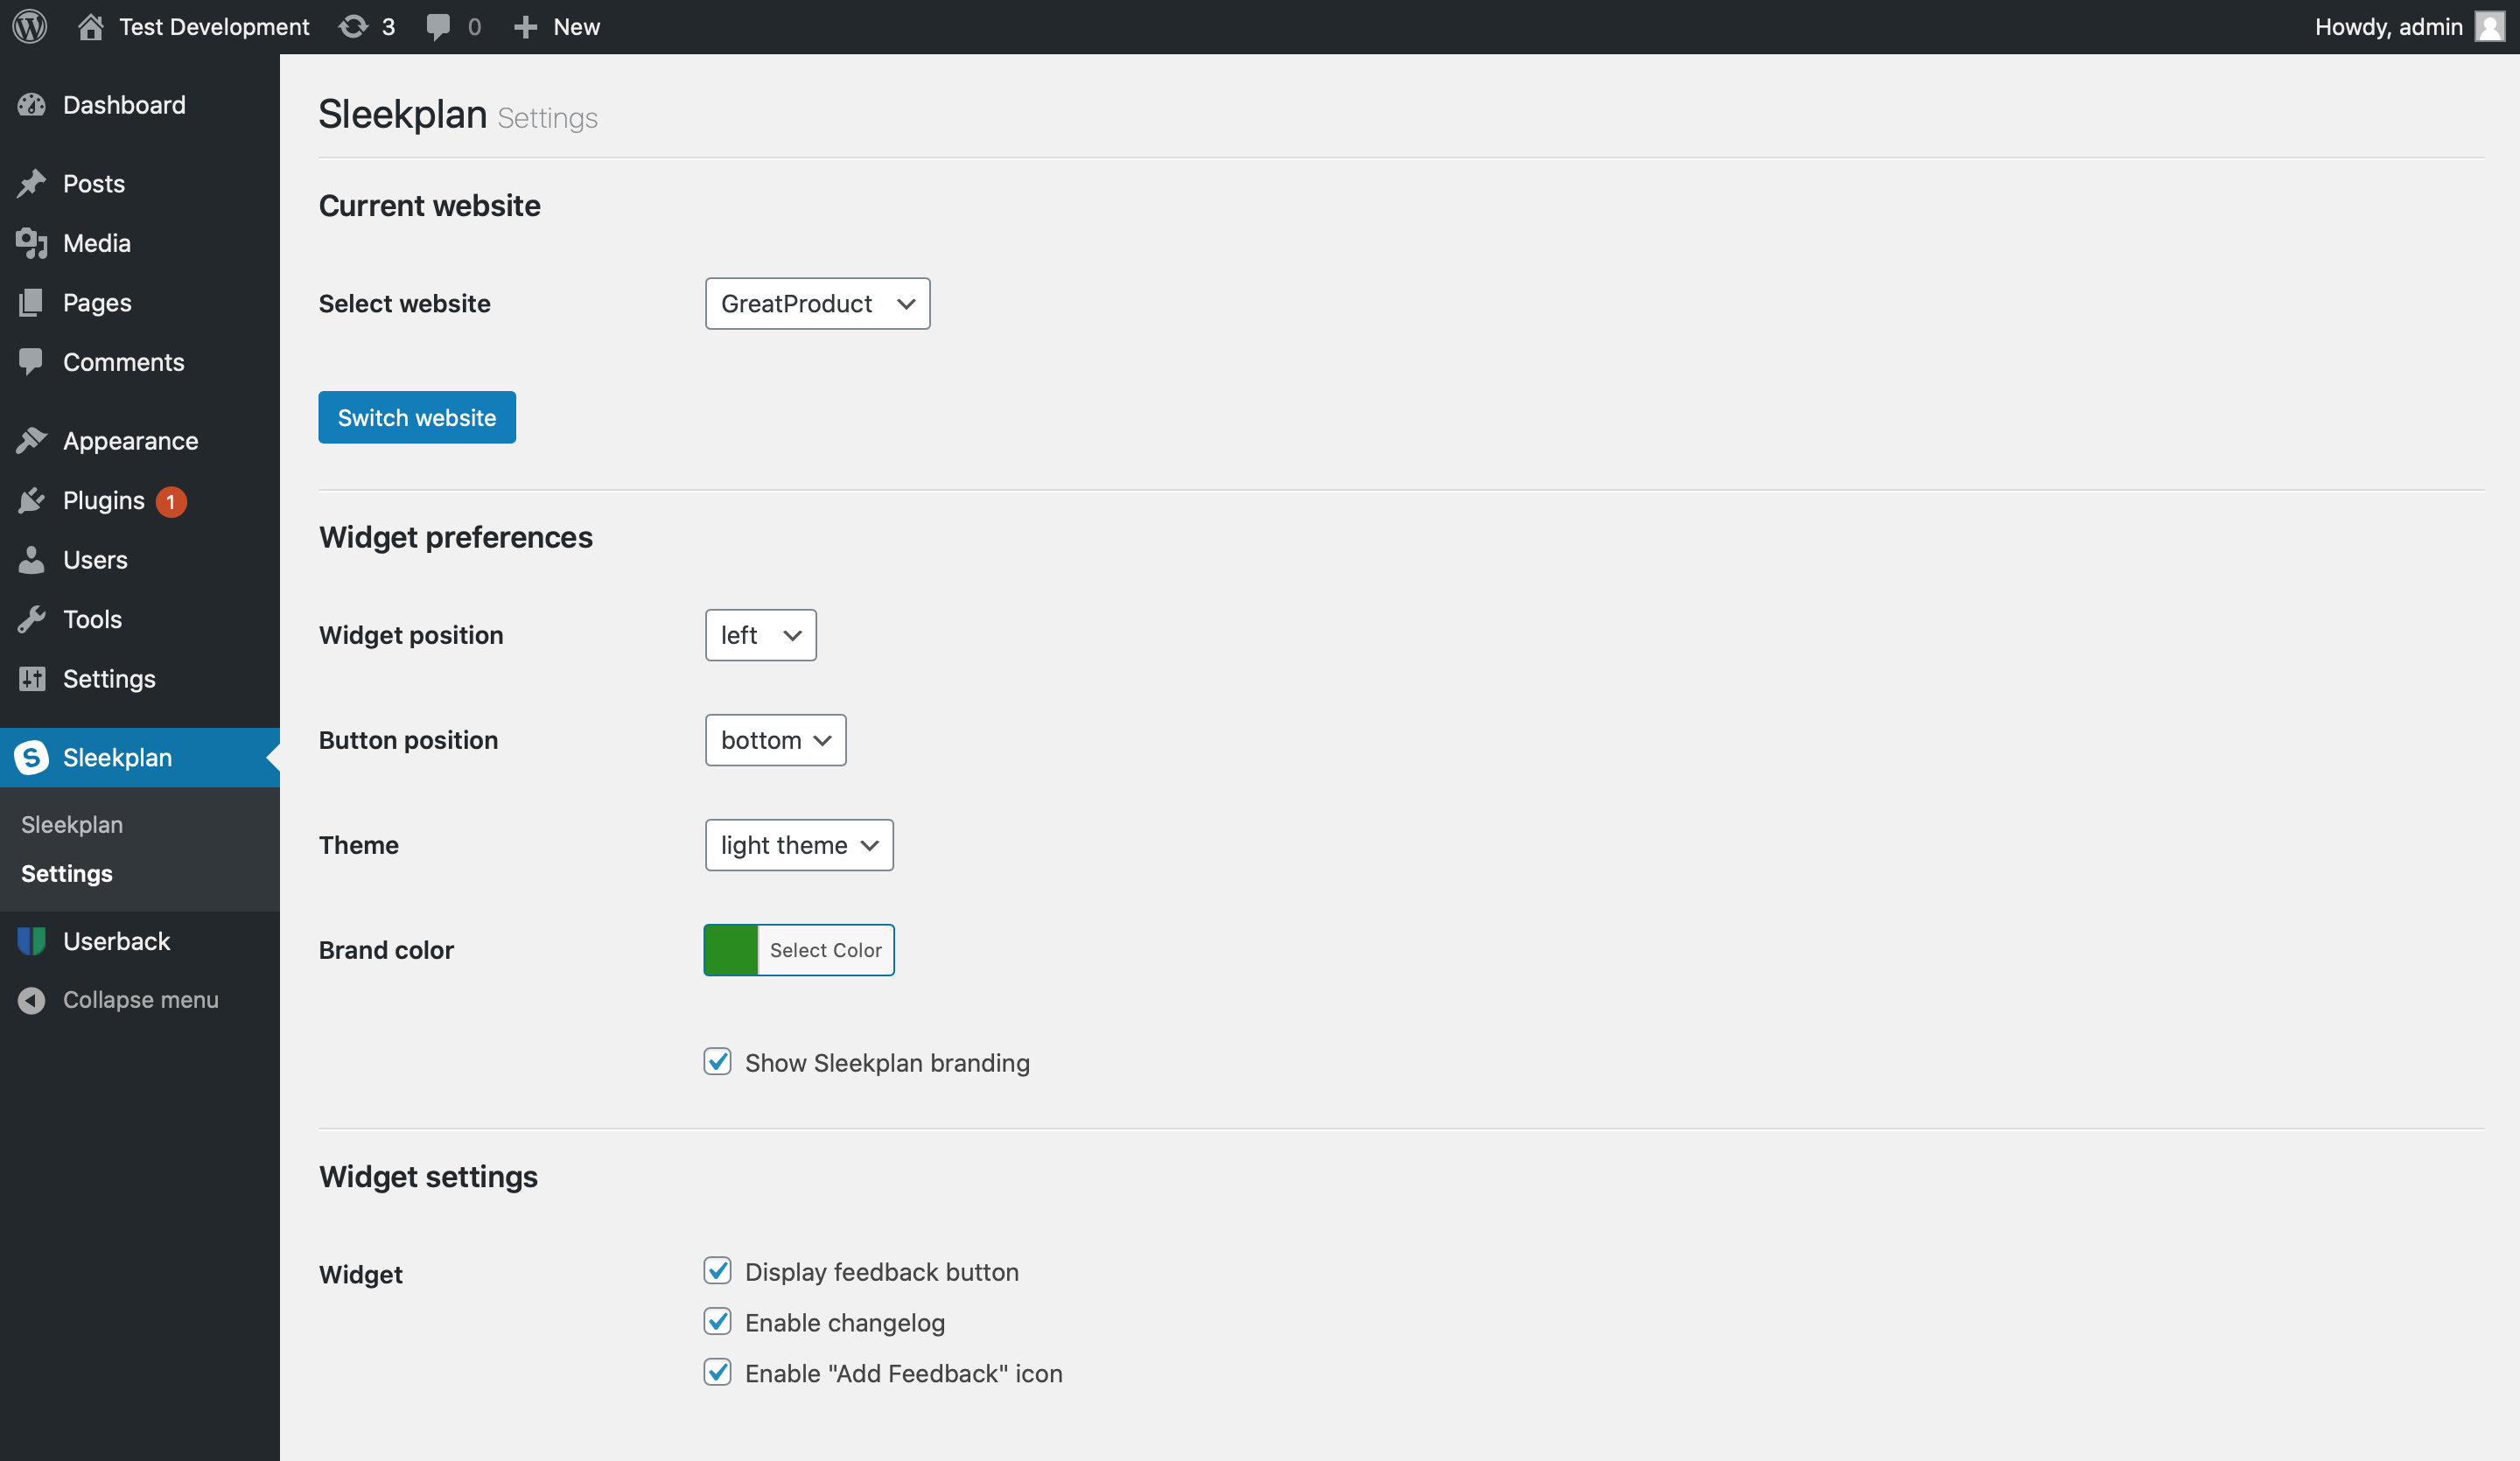 Test Development 3 0 New Howdy, admin
Dashboard
Posts
Media
Pages
Comments
Appearance
Plugins 1
Users
Tools
Settings
Sleekplan
Sleekplan
Settings
Userback
Collapse menu
Sleekplan Settings
Current website
Select website GreatProduct
Switch website
Widget preferences
Widget position left
Button position bottom
Theme light theme
Brand color Select Color
Show Sleekplan branding
Widget settings
Widget Display feedback button
Enable changelog
Enable "Add Feedback" icon